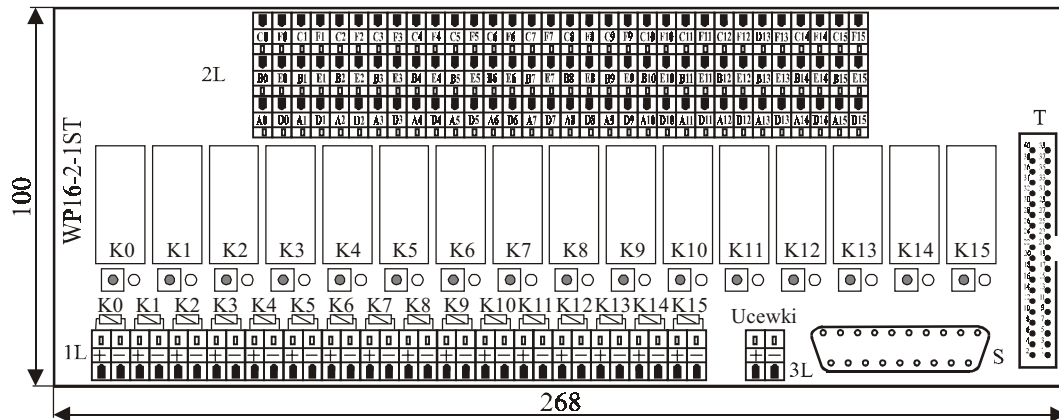 C0 F0 C1 F1 C2 F2 C3 F3 C4 F4 C5 F5 C6 F6 C7 F7 C8 F8 C9 F9 C10 F10 C11 F11 C12 F12 D13 F13 C14 F14 C15 F15
2L
B0 E0 B1 E1 B2 E2 B3 E3 B4 E4 B5 E5 B6 E6 B7 E7 B8 E8 B9 E9 B10 E10 B11 E11 B12 E12 B13 E13 B14 E14 B15 E15
A0 D0 A1 D1 A2 D2 A3 D3 A4 D4 A5 D5 A6 D6 A7 D7 A8 D8 A9 D9 A10 D10 A11 D11 A12 D12 A13 D13 A14 D14 A15 D15
T
WP16-2-1ST
100
K0 K1 K2 K3 K4 K5 K6 K7 K8 K9 K10 K11 K12 K13 K14 K15
K0 K1 K2 K3 K4 K5 K6 K7 K8 K9 K10 K11 K12 K13 K14 K15
Ucewki
1L
+ − + − + − + − + − + − + − + − + − + − + − + − + − + − + − + −
+ −
3L
S
268